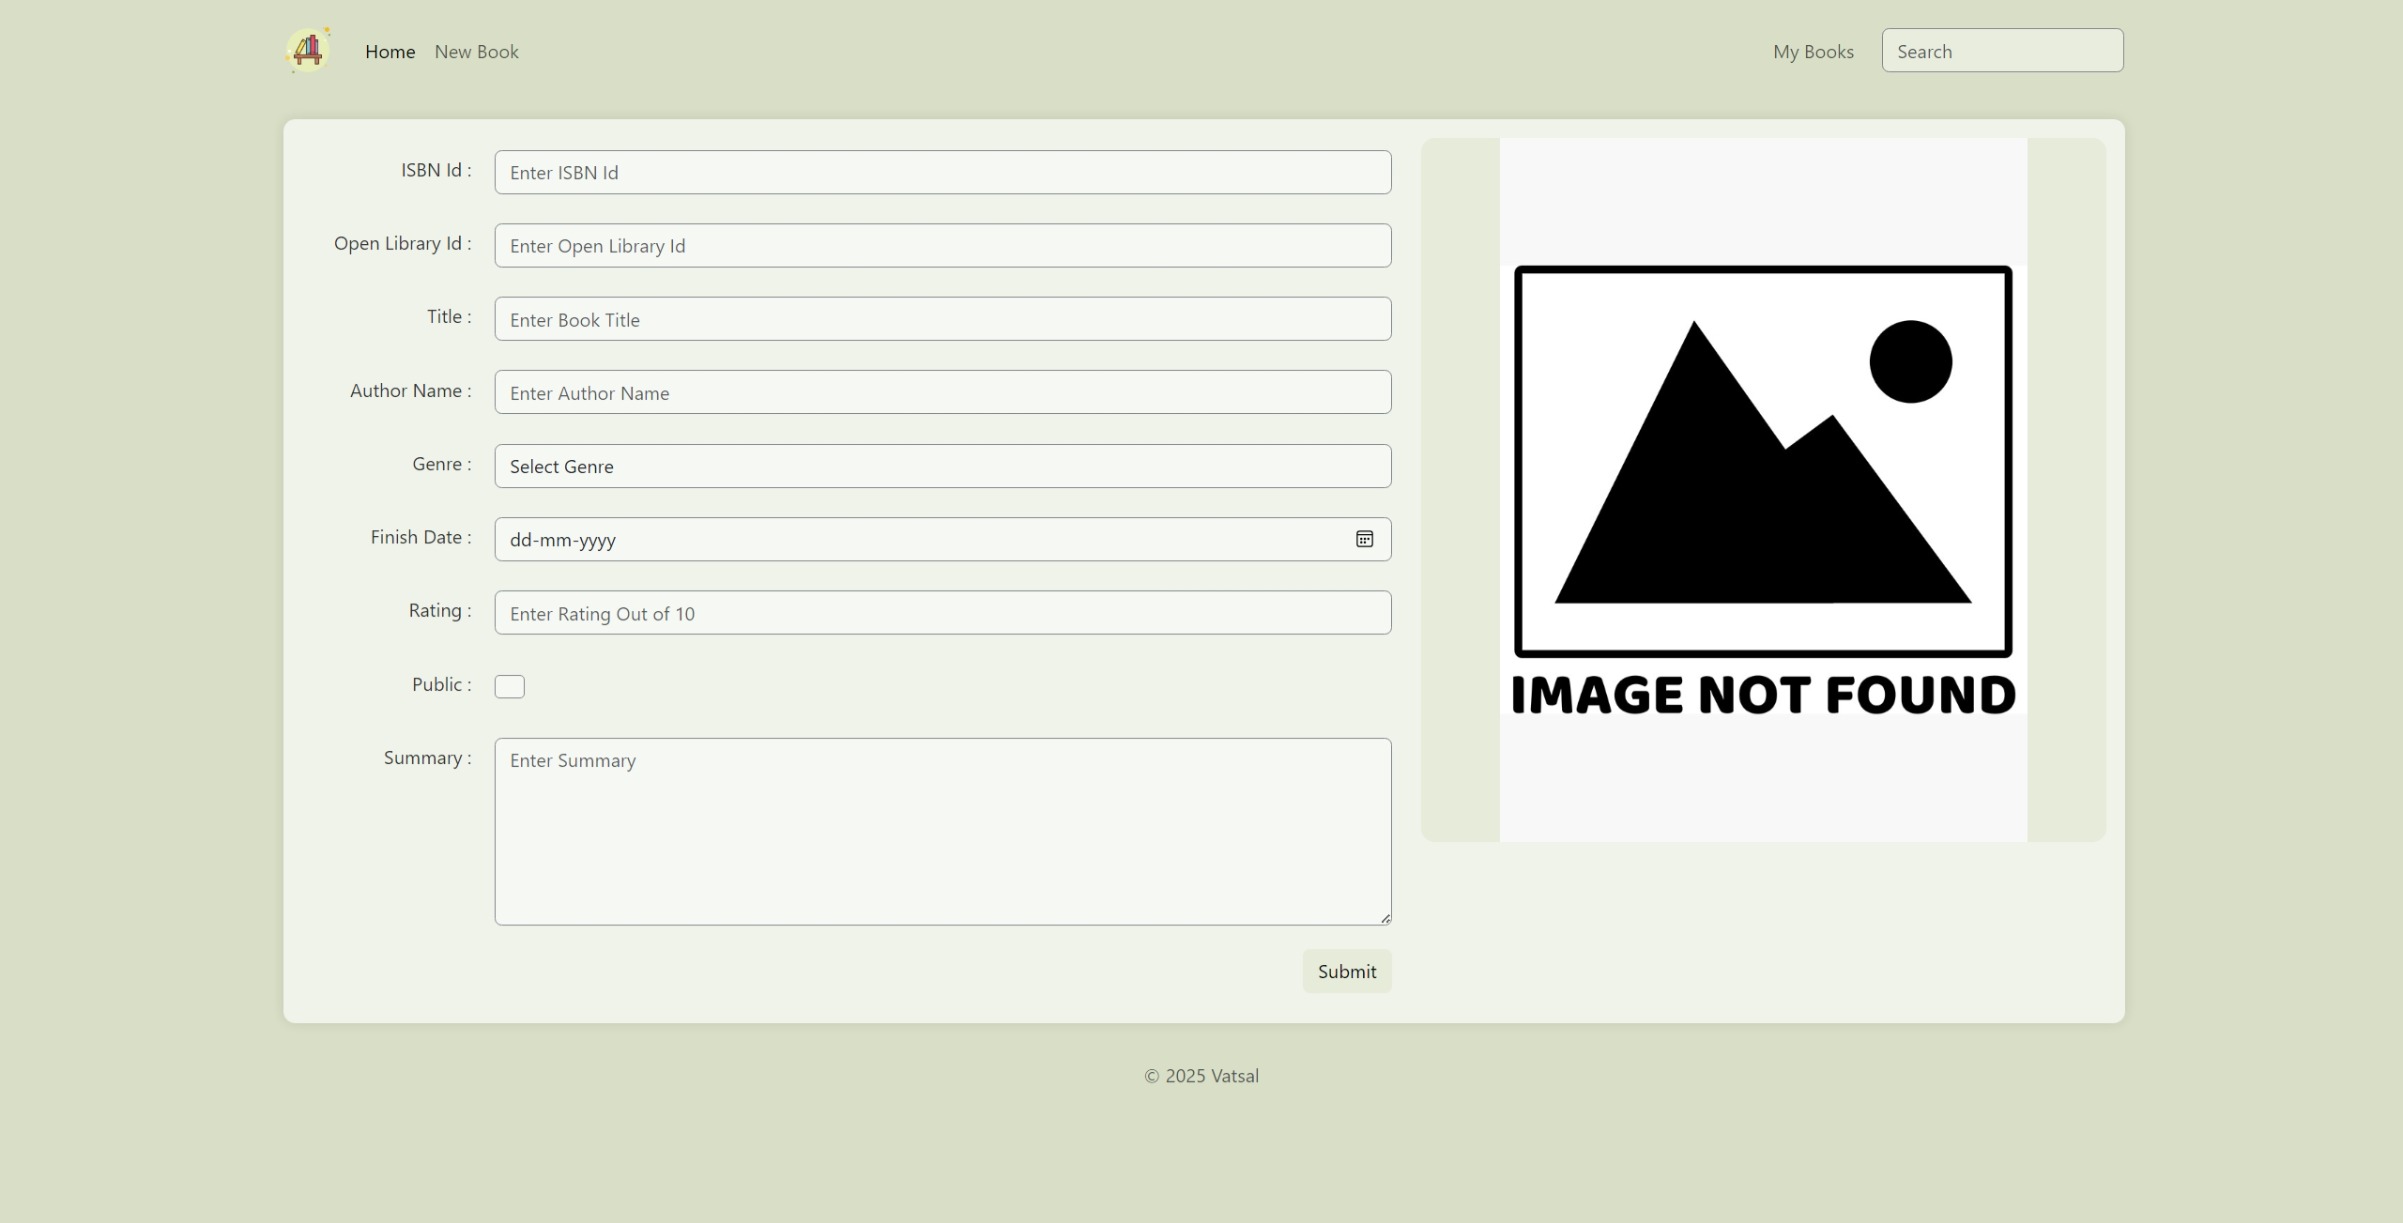 Home New Book My Books Search
ISBN Id : Enter ISBN Id
Open Library Id : Enter Open Library Id
Title : Enter Book Title
Author Name : Enter Author Name
Genre : Select Genre
Finish Date : dd-mm-yyyy
Rating : Enter Rating Out of 10
Public :
Summary : Enter Summary
Submit
IMAGE NOT FOUND
© 2025 Vatsal